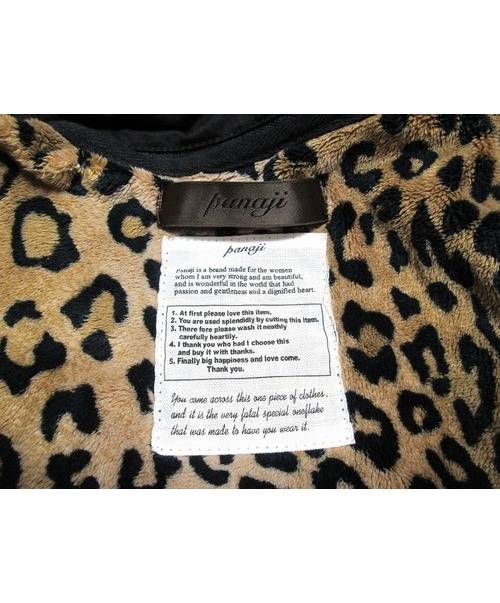 panaji
panaji
Panaji is a brand made for the women
whom I am very strong and am beautiful,
and is wonderful in the world that had
passion and gentleness and a dignified heart.
1. At first please love this item.
2. You are used splendidly by cutting this item.
3. There fore please wash it neathly
carefully heartily.
4. I thank you who had I choose this
and buy it with thanks.
5. Finally big happiness and love come.
Thank you.
You come across this one piece of clothes,
and it is the very fatal special oneflake
that was made to have you wear it.